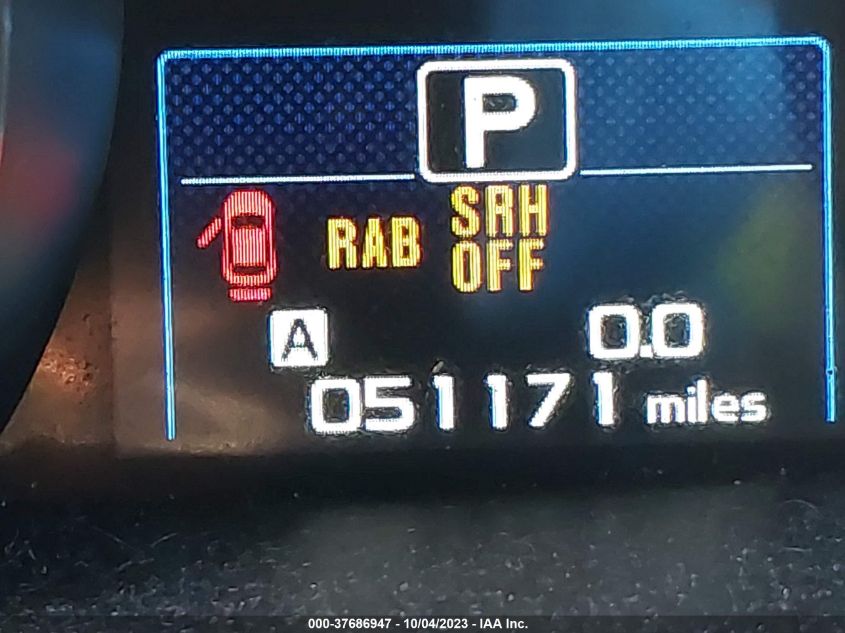 P
RAB SRH
OFF
A 0.0
051171 miles
000-37686947 - 10/04/2023 - IAA Inc.